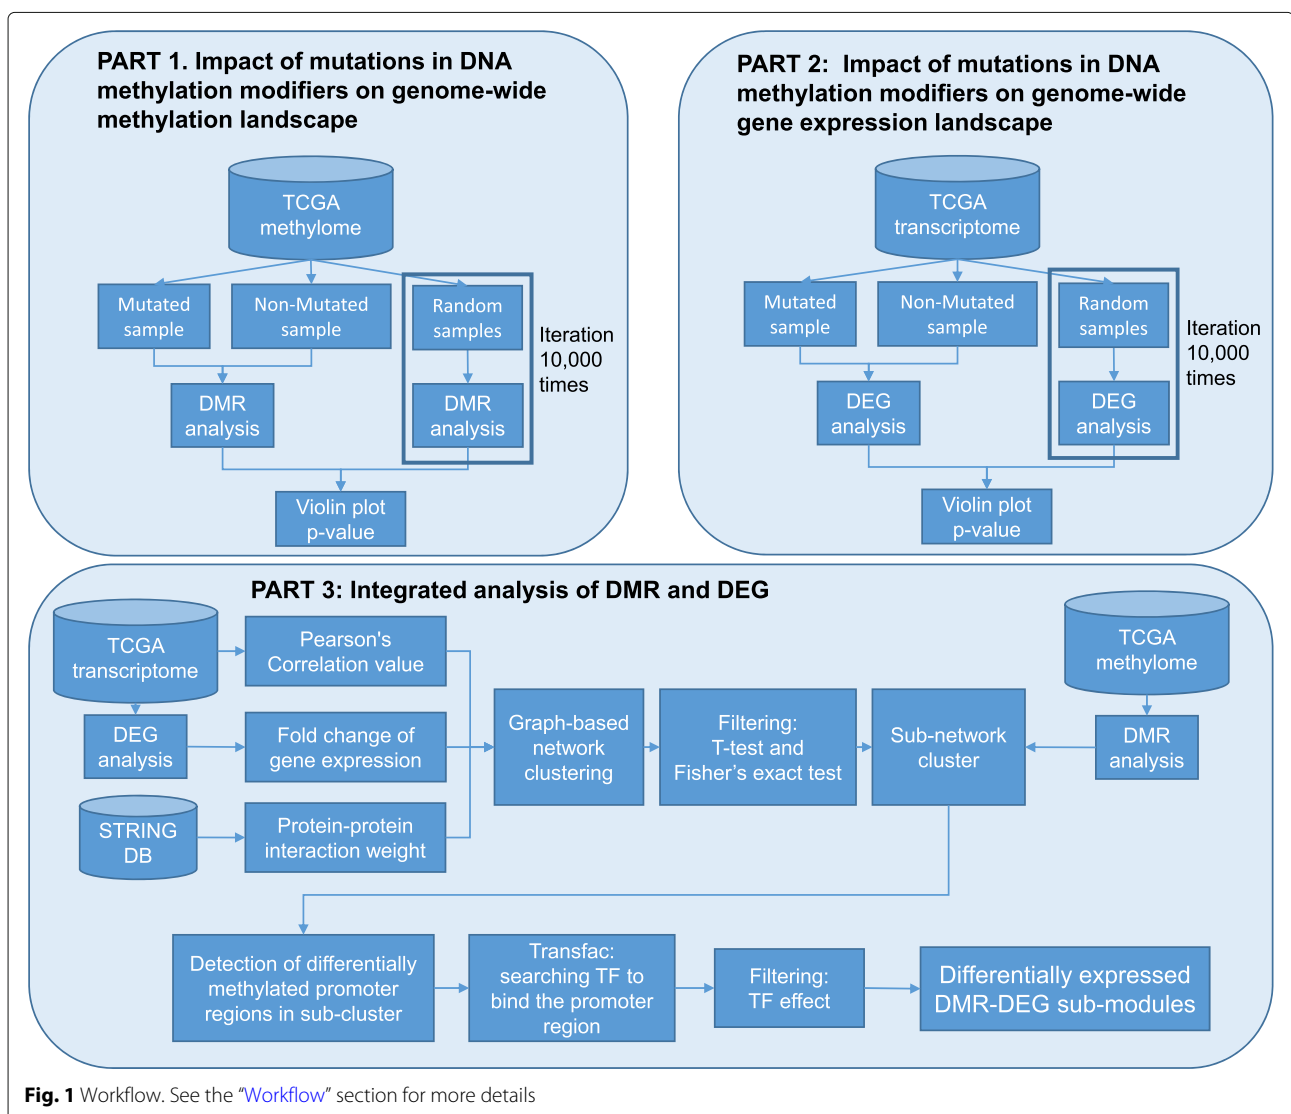 PART 1. Impact of mutations in DNA
methylation modifiers on genome-wide
methylation landscape
TCGA
methylome
Mutated
sample
Non-Mutated
sample
Random
samples
Iteration
10,000
times
DMR
analysis
DMR
analysis
Violin plot
p-value
PART 2: Impact of mutations in DNA
methylation modifiers on genome-wide
gene expression landscape
TCGA
transcriptome
Mutated
sample
Non-Mutated
sample
Random
samples
Iteration
10,000
times
DEG
analysis
DEG
analysis
Violin plot
p-value
PART 3: Integrated analysis of DMR and DEG
TCGA
transcriptome
Pearson's
Correlation value
DEG
analysis
Fold change of
gene expression
STRING
DB
Protein-protein
interaction weight
Graph-based
network
clustering
Filtering:
T-test and
Fisher’s exact test
Sub-network
cluster
TCGA
methylome
DMR
analysis
Detection of differentially
methylated promoter
regions in sub-cluster
Transfac:
searching TF to
bind the promoter
region
Filtering:
TF effect
Differentially expressed
DMR-DEG sub-modules
Fig. 1 Workflow. See the “Workflow” section for more details